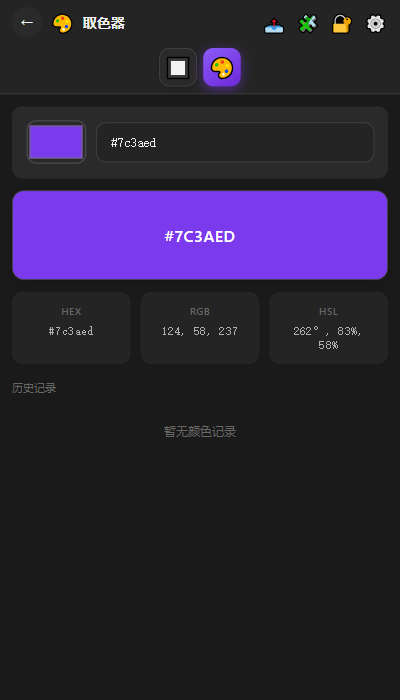 ← 取色器
#7c3aed
#7C3AED
HEX
#7c3aed
RGB
124, 58, 237
HSL
262°, 83%,
58%
历史记录
暂无颜色记录